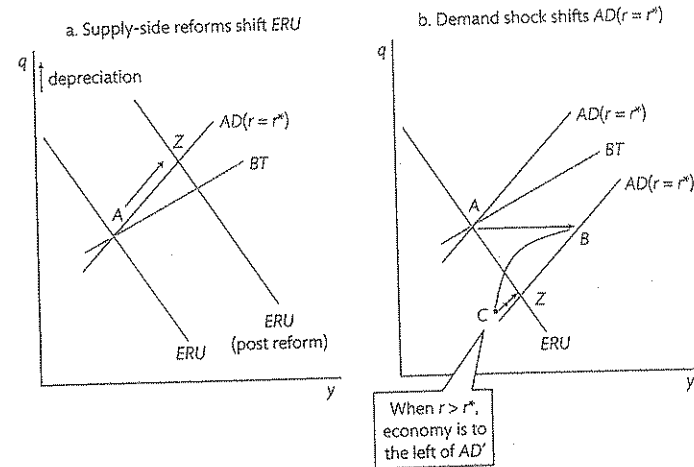 a. Supply-side reforms shift ERU
q
depreciation
AD(r = r*)
Z
BT
A
ERU
(post reform)
ERU
y
b. Demand shock shifts AD(r = r*)
q
AD(r = r*)
BT
AD(r = r*)
A
B
Z
C
ERU
y
When r > r*,
economy is to
the left of AD′